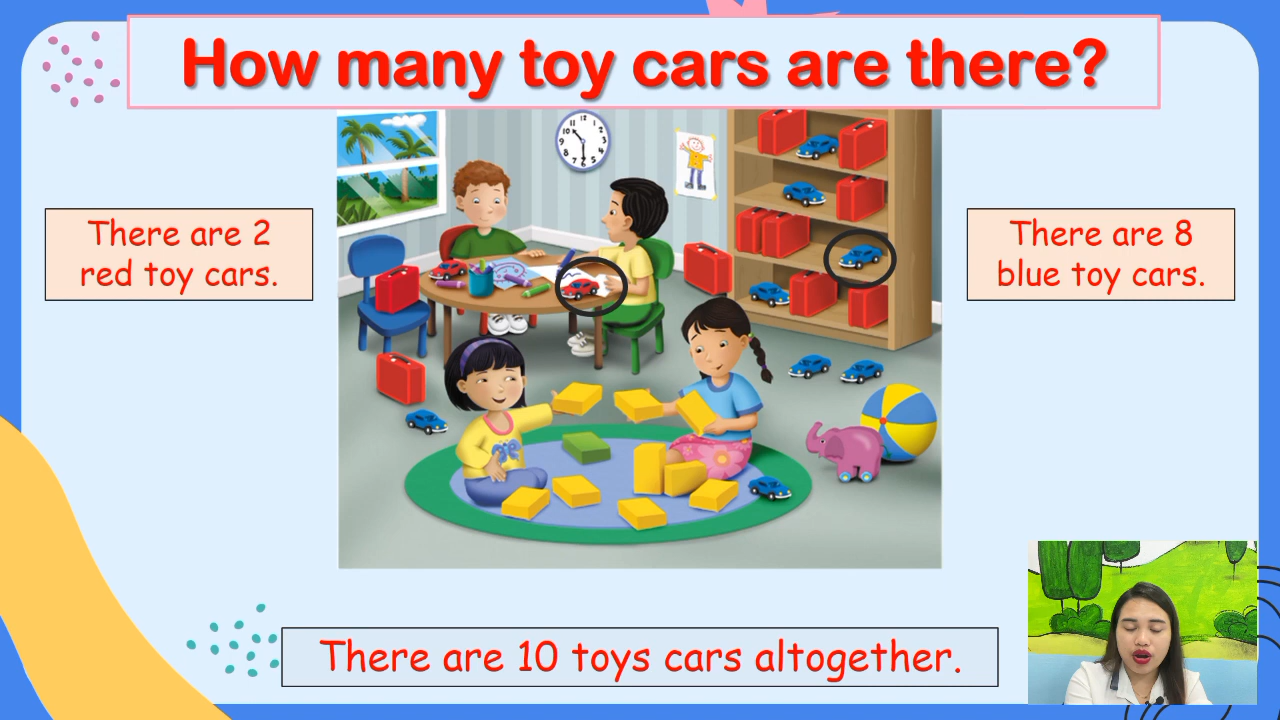 How many toy cars are there?
There are 2
red toy cars.
There are 8
blue toy cars.
There are 10 toys cars altogether.